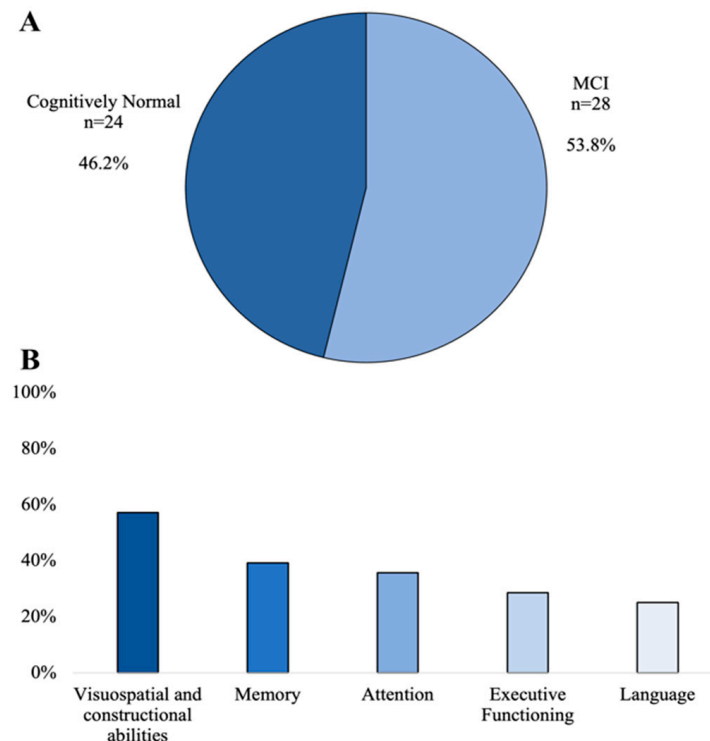 A
Cognitively Normal
n=24
46.2%
MCI
n=28
53.8%
B
100%
80%
60%
40%
20%
0%
Visuospatial and
constructional
abilities
Memory
Attention
Executive
Functioning
Language